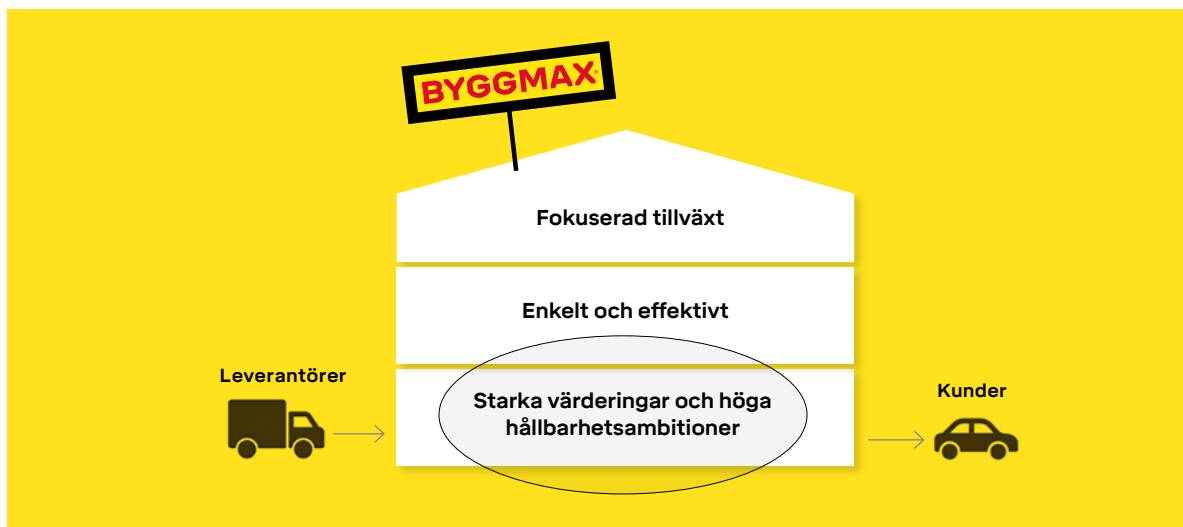 BYGGMAX
Fokuserad tillväxt
Enkelt och effektivt
Leverantörer
Starka värderingar och höga
hållbarhetsambitioner
Kunder